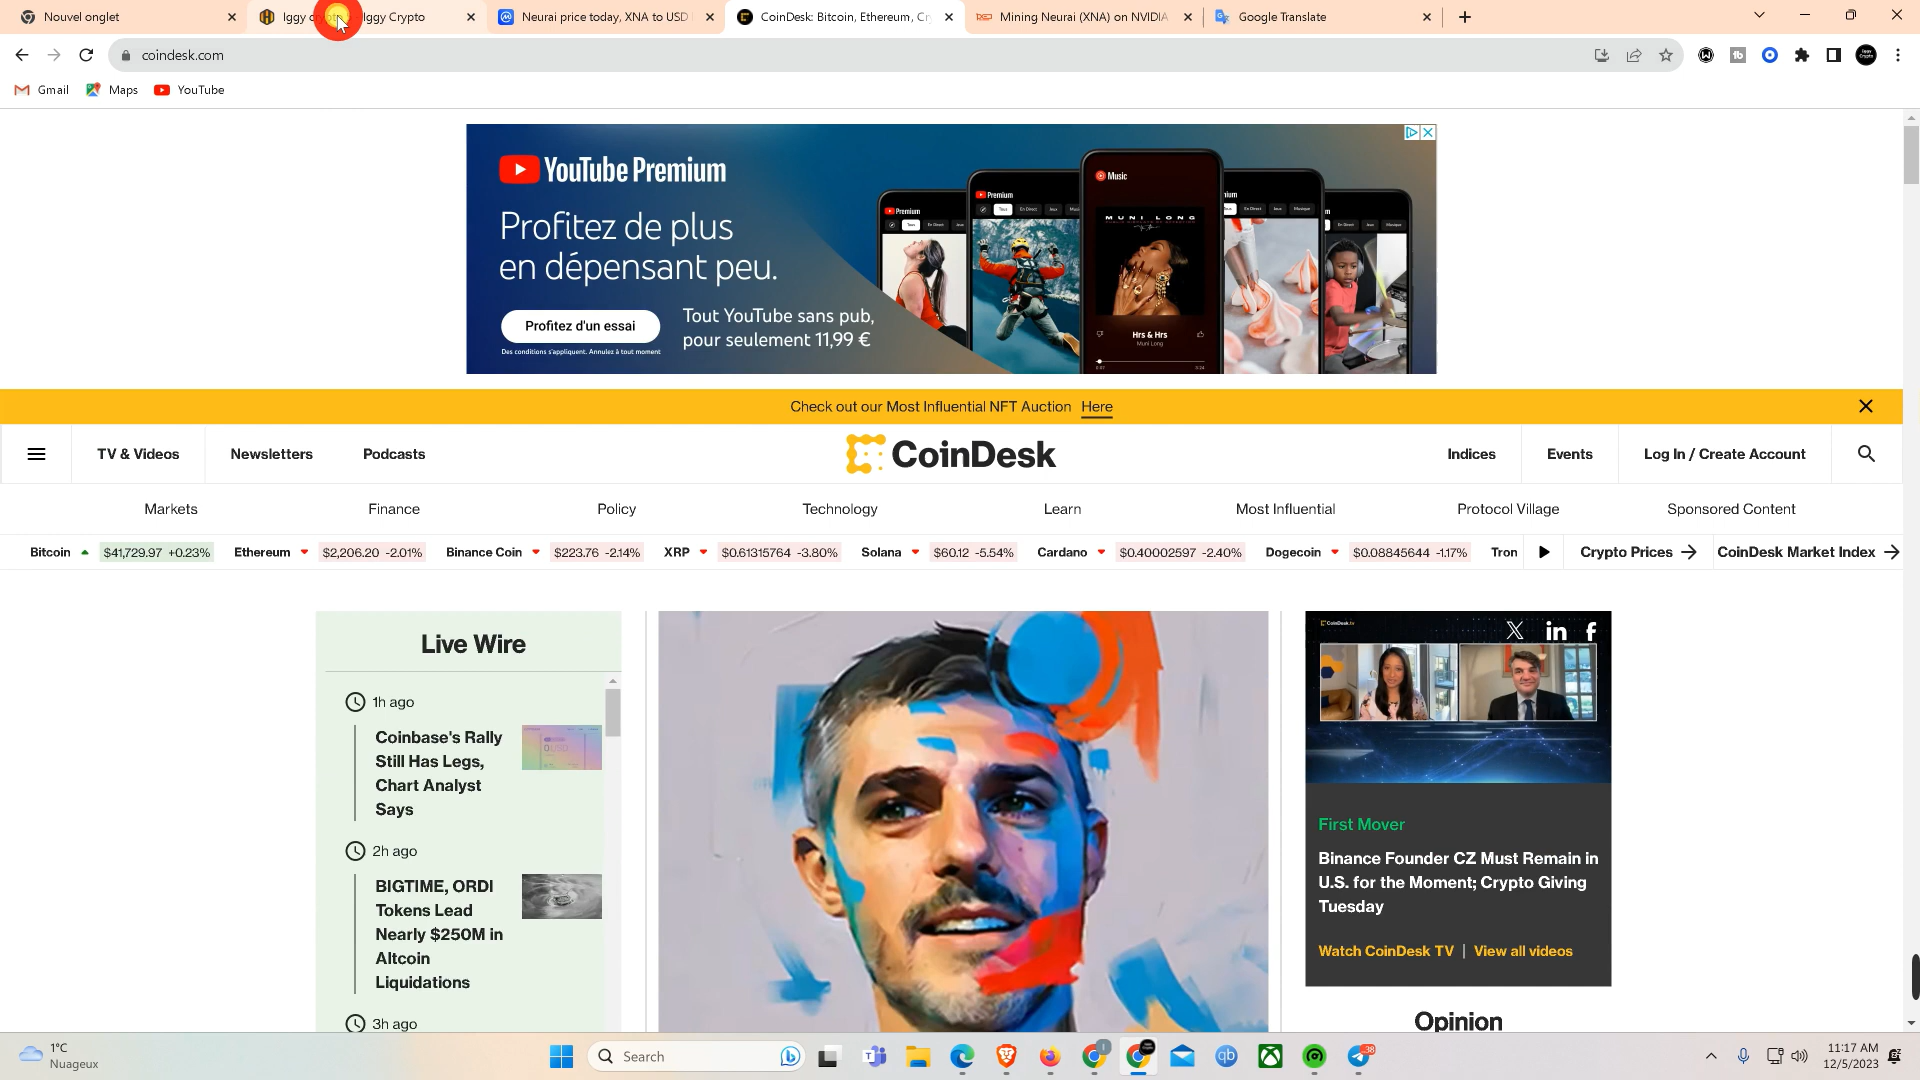 Nouvel onglet
Iggy Crypto
Neurai price today, XNA to USD
CoinDesk: Bitcoin, Ethereum, Cr
Mining Neurai (XNA) on NVIDIA
Google Translate
coindesk.com
Gmail
Maps
YouTube
YouTube Premium
Profitez de plus
en dépensant peu.
Profitez d'un essai
Tout YouTube sans pub,
pour seulement 11,99 €
Des conditions s'appliquent. Annulez à tout moment
Premium
Premium
Music
MUNI LONG
Hrs & Hrs
Muni Long
Check out our Most Influential NFT Auction Here
TV & Videos
Newsletters
Podcasts
CoinDesk
Indices
Events
Log In / Create Account
Markets
Finance
Policy
Technology
Learn
Most Influential
Protocol Village
Sponsored Content
Bitcoin $41,729.97 +0.23%
Ethereum $2,206.20 -2.01%
Binance Coin $223.76 -2.14%
XRP $0.61315764 -3.80%
Solana $60.12 -5.54%
Cardano $0.40002597 -2.40%
Dogecoin $0.08845644 -1.17%
Tron
Crypto Prices
CoinDesk Market Index
Live Wire
1h ago
Coinbase's Rally
Still Has Legs,
Chart Analyst
Says
2h ago
BIGTIME, ORDI
Tokens Lead
Nearly $250M in
Altcoin
Liquidations
3h ago
First Mover
Binance Founder CZ Must Remain in
U.S. for the Moment; Crypto Giving
Tuesday
Watch CoinDesk TV | View all videos
Opinion
1°C
Nuageux
Search
38
11:17 AM
12/5/2023